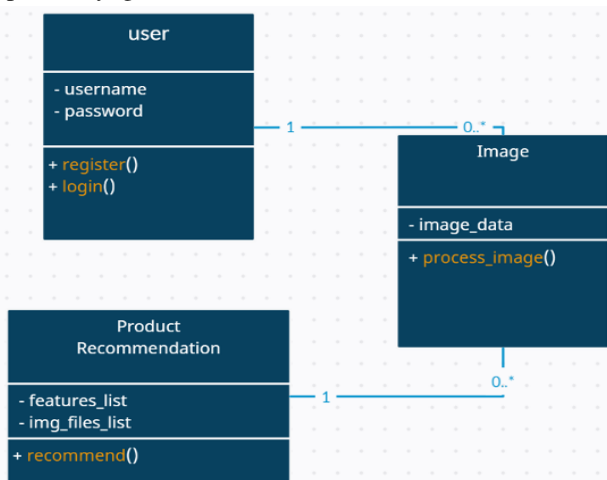 user
- username
- password
+ register()
+ login()
1
0..*
Image
- image_data
+ process_image()
Product
Recommendation
- features_list
- img_files_list
+ recommend()
1
0..*